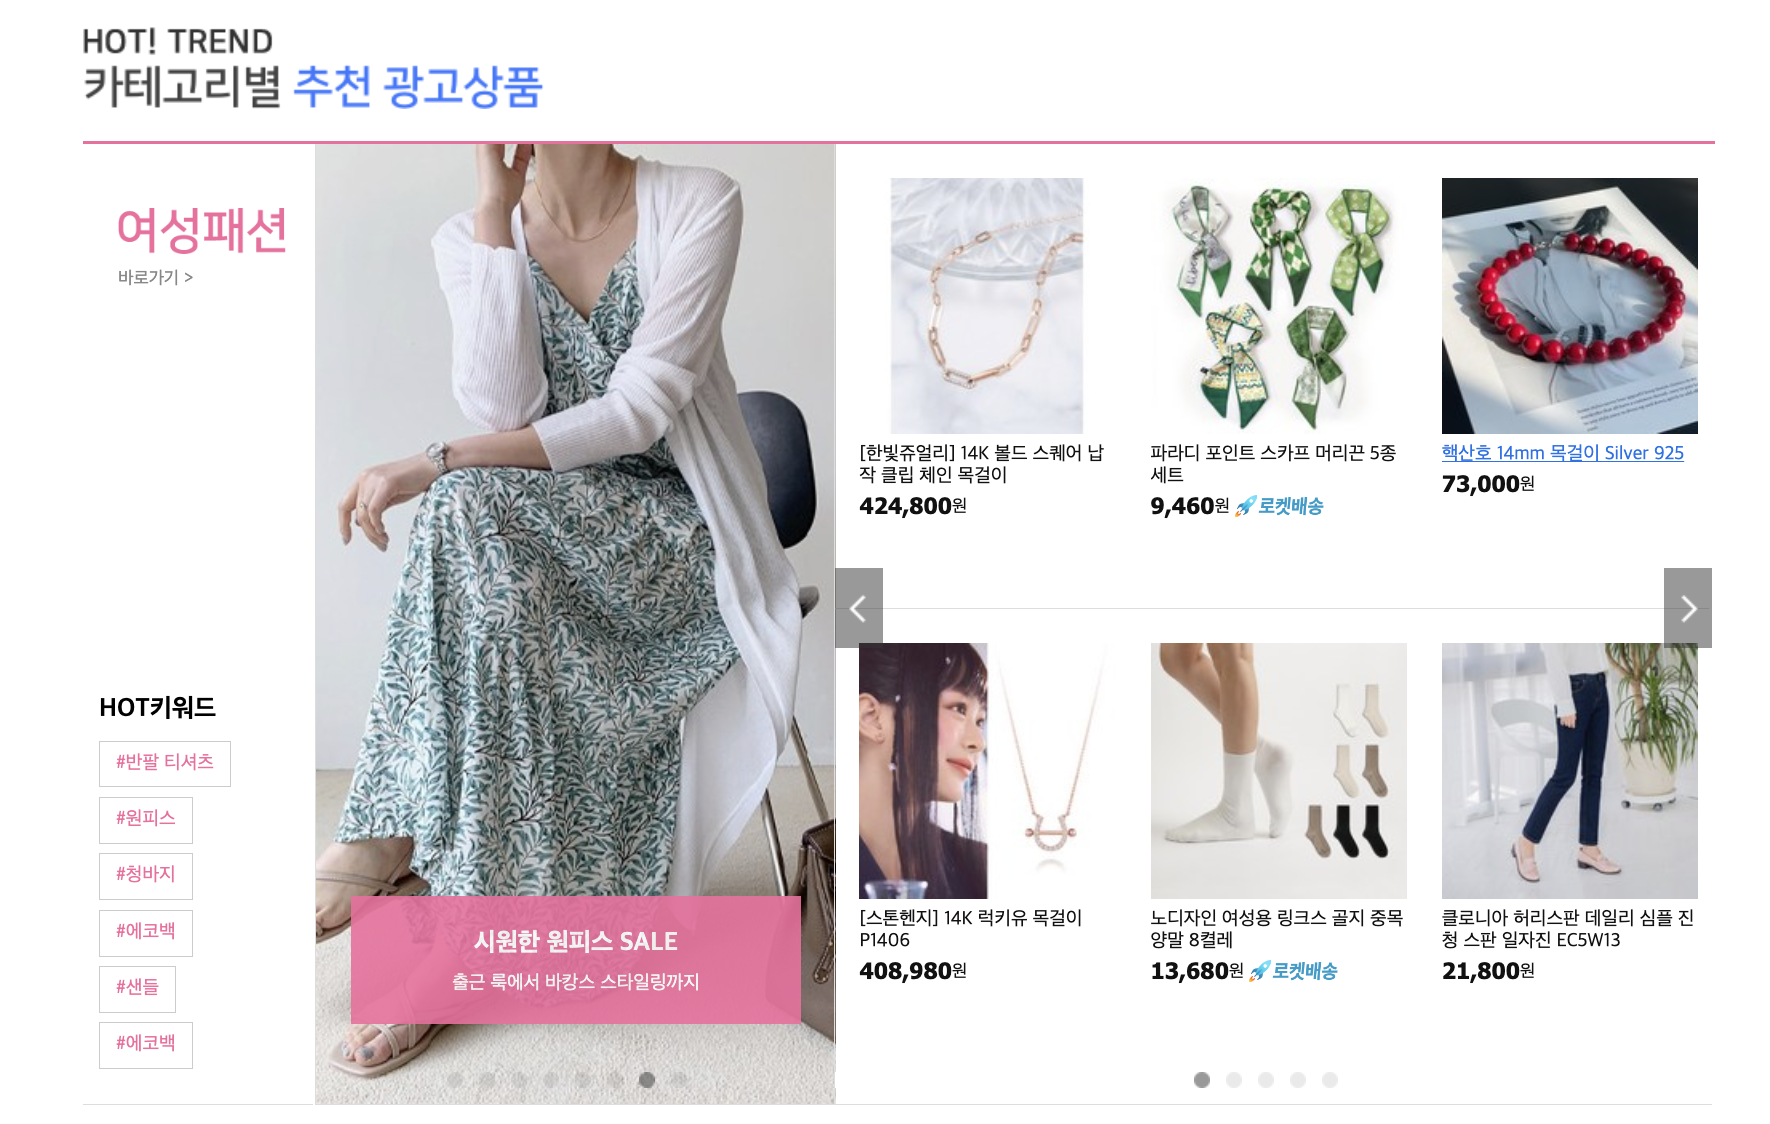 HOT! TREND
카테고리별 추천 광고상품
여성패션
바로가기 >
HOT키워드
#반팔 티셔츠
#원피스
#청바지
#에코백
#샌들
#에코백
시원한 원피스 SALE
출근 룩에서 바캉스 스타일링까지
[한빛쥬얼리] 14K 볼드 스퀘어 납
작 클립 체인 목걸이
424,800원
파라디 포인트 스카프 머리끈 5종
세트
9,460원 로켓배송
핵산호 14mm 목걸이 Silver 925
73,000원
[스톤헨지] 14K 럭키유 목걸이
P1406
408,980원
노디자인 여성용 링크스 골지 중목
양말 8켤레
13,680원 로켓배송
클로니아 허리스판 데일리 심플 진
청 스판 일자진 EC5W13
21,800원